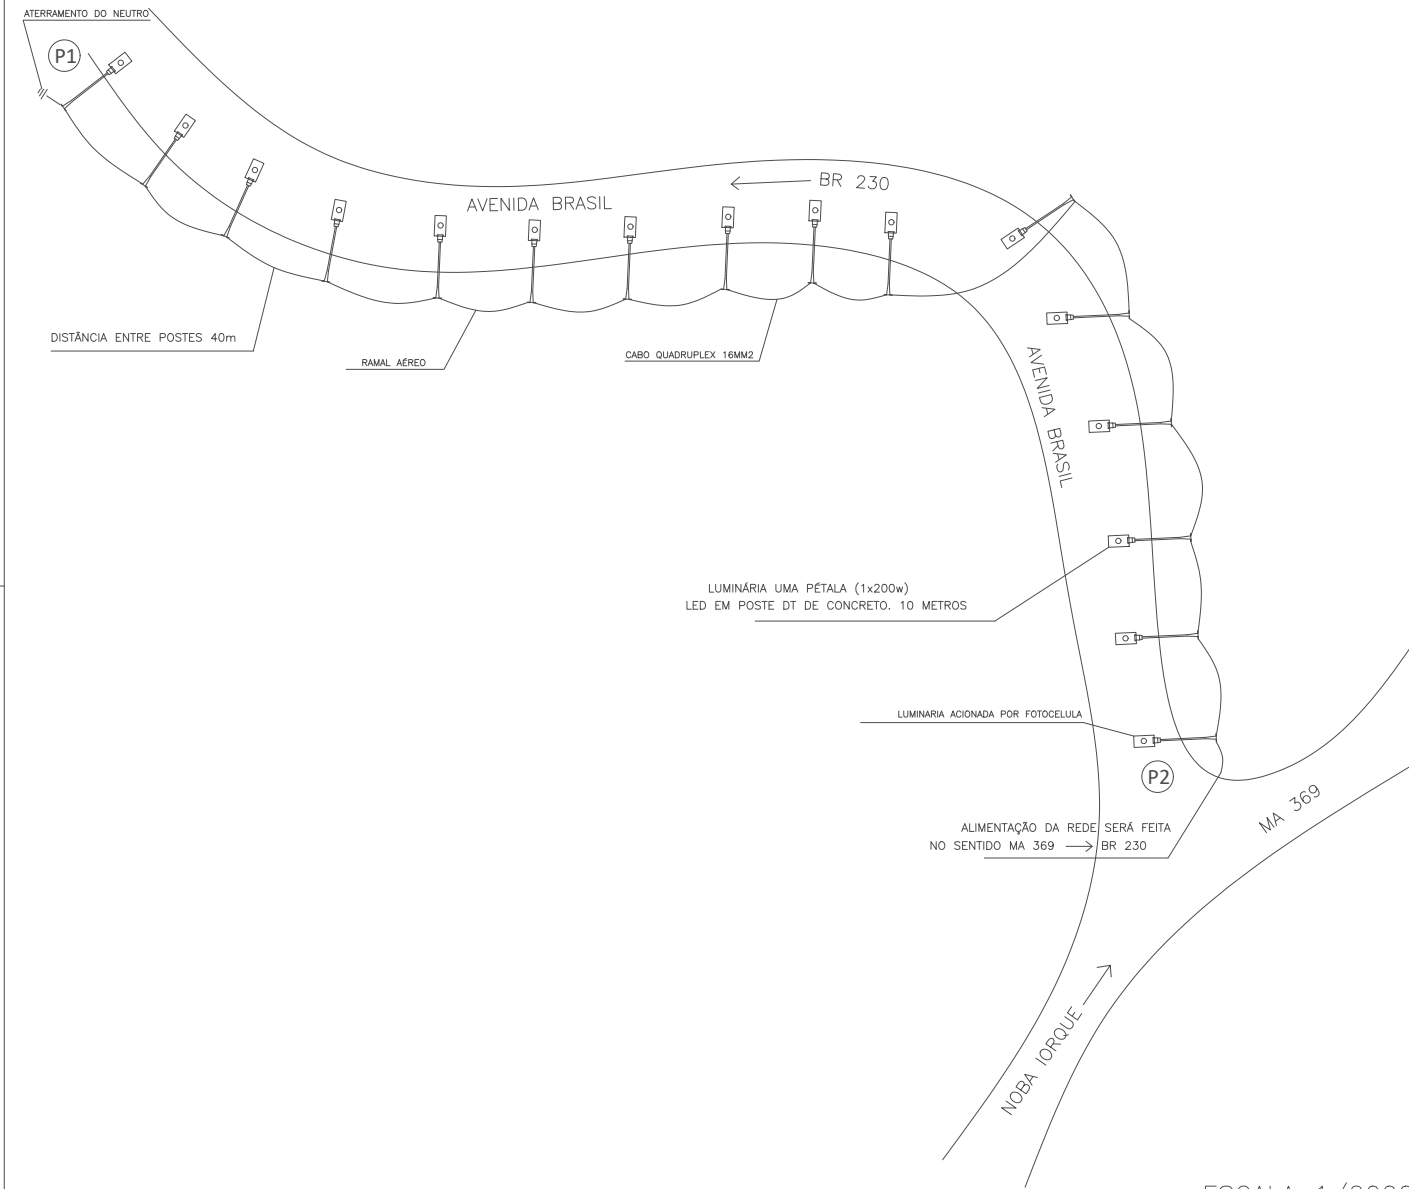 ATERRAMENTO DO NEUTRO
P1
BR 230
AVENIDA BRASIL
DISTÂNCIA ENTRE POSTES 40m
RAMAL AÉREO
CABO QUADRUPLEX 16MM2
AVENIDA BRASIL
LUMINÁRIA UMA PÉTALA (1x200w)
LED EM POSTE DT DE CONCRETO. 10 METROS
LUMINARIA ACIONADA POR FOTOCELULA
P2
ALIMENTAÇÃO DA REDE SERÁ FEITA
NO SENTIDO MA 369 → BR 230
MA 369
NOBA IORQUE